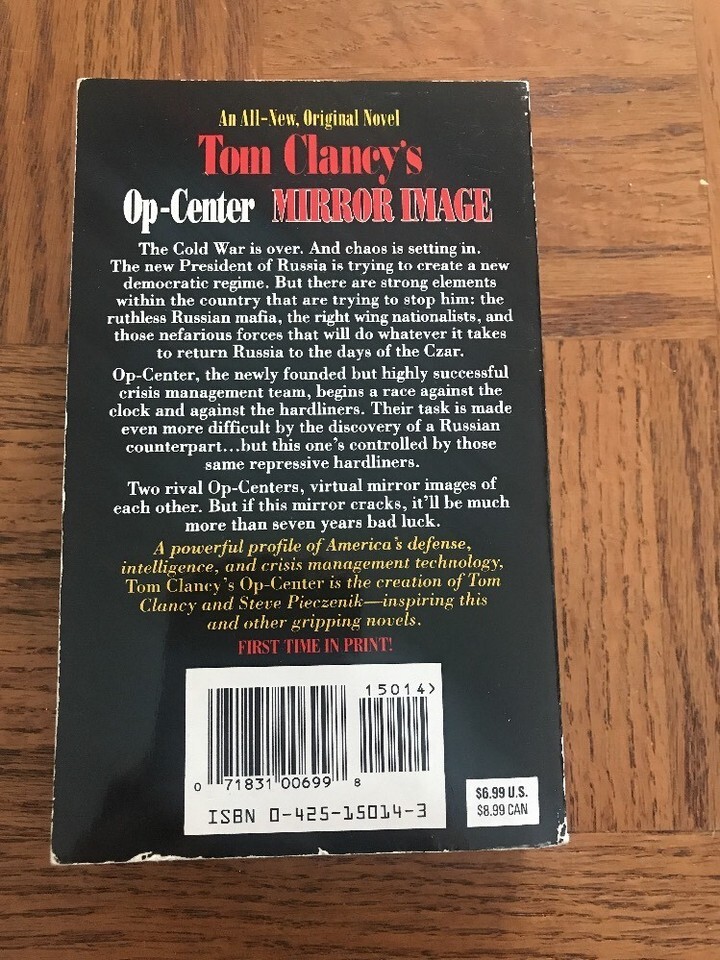 An All-New, Original Novel
Tom Clancy's
Op-Center MIRROR IMAGE
The Cold War is over. And chaos is setting in.
The new President of Russia is trying to create a new
democratic regime. But there are strong elements
within the country that are trying to stop him: the
ruthless Russian mafia, the right wing nationalists, and
those nefarious forces that will do whatever it takes
to return Russia to the days of the Czar.
Op-Center, the newly founded but highly successful
crisis management team, begins a race against the
clock and against the hardliners. Their task is made
even more difficult by the discovery of a Russian
counterpart...but this one's controlled by those
same repressive hardliners.
Two rival Op-Centers, virtual mirror images of
each other. But if this mirror cracks, it'll be much
more than seven years bad luck.
A powerful profile of America's defense,
intelligence, and crisis management technology,
Tom Clancy's Op-Center is the creation of Tom
Clancy and Steve Pieczenik—inspiring this
and other gripping novels.
FIRST TIME IN PRINT!
15014>
0 71831 00699 8
ISBN 0-425-15014-3
$6.99 U.S.
$8.99 CAN